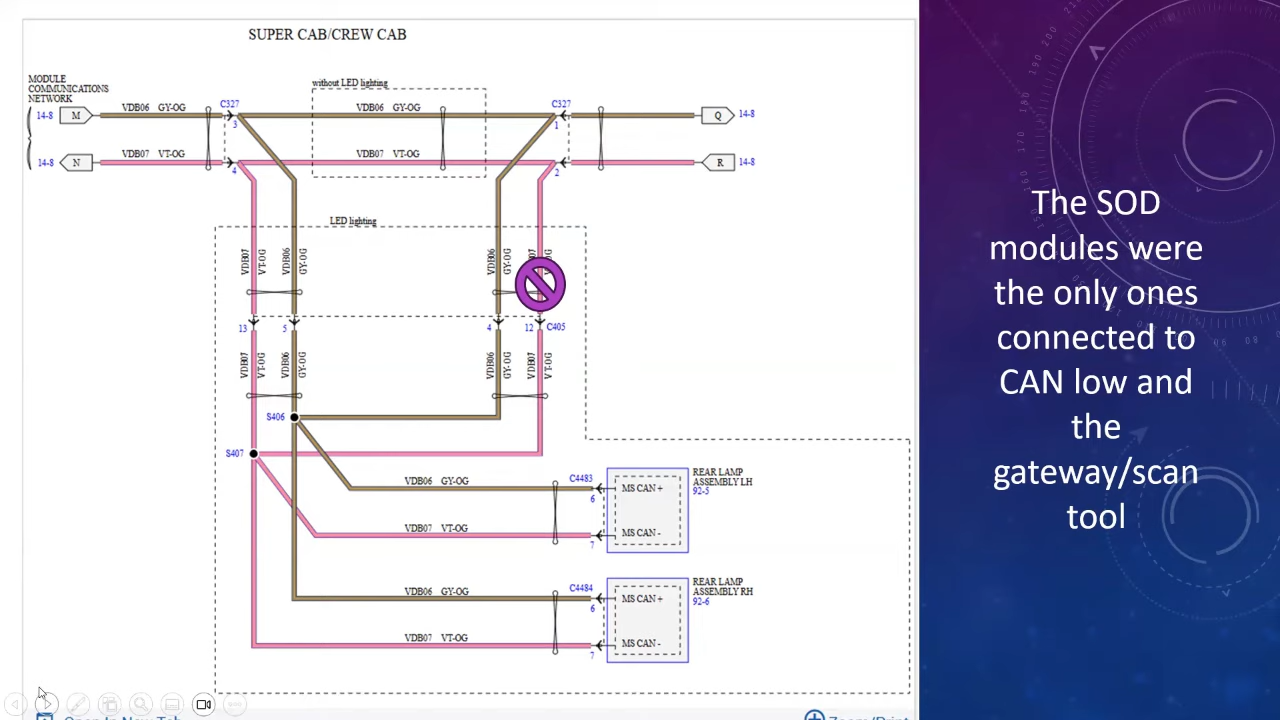 SUPER CAB/CREW CAB
MODULE
COMMUNICATIONS
NETWORK
without LED lighting
14-8 M VDB06 GY-OG C327 VDB06 GY-OG C327 Q 14-8
3 1
14-8 N VDB07 VT-OG VDB07 VT-OG R 14-8
4 2
LED lighting
VDB07 VT-OG VDB06 GY-OG VDB06 GY-OG
13 5 4 12 C405
VDB07 VT-OG VDB06 GY-OG VDB06 GY-OG VDB07 VT-OG
S406
S407
VDB06 GY-OG C4483 6 MS CAN +
VDB07 VT-OG 7 MS CAN -
REAR LAMP
ASSEMBLY LH
92-5
VDB06 GY-OG C4484 6 MS CAN +
VDB07 VT-OG 7 MS CAN -
REAR LAMP
ASSEMBLY RH
92-6
The SOD
modules were
the only ones
connected to
CAN low and
the
gateway/scan
tool
Open In New Tab
Zoom/Print